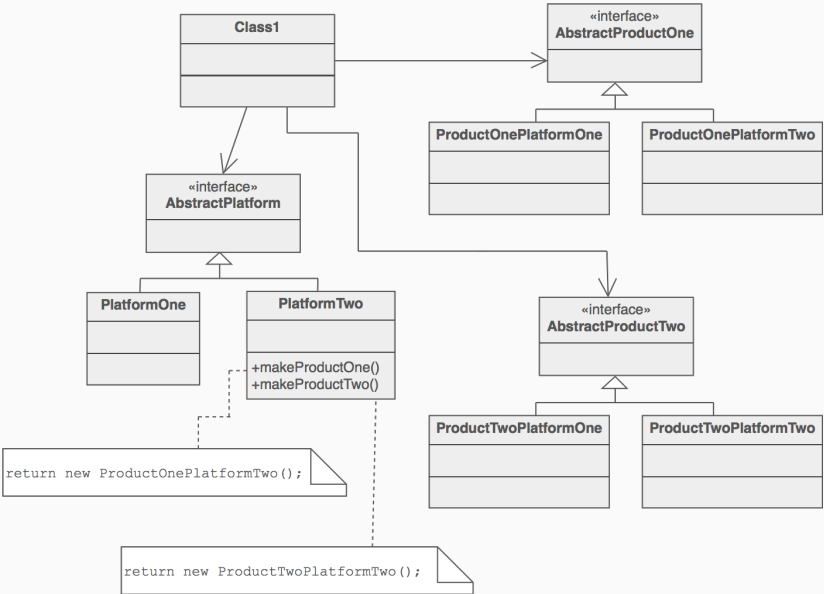 Class1
«interface»
AbstractProductOne
ProductOnePlatformOne
ProductOnePlatformTwo
«interface»
AbstractPlatform
PlatformOne
PlatformTwo
+makeProductOne()
+makeProductTwo()
«interface»
AbstractProductTwo
ProductTwoPlatformOne
ProductTwoPlatformTwo
return new ProductOnePlatformTwo();
return new ProductTwoPlatformTwo();